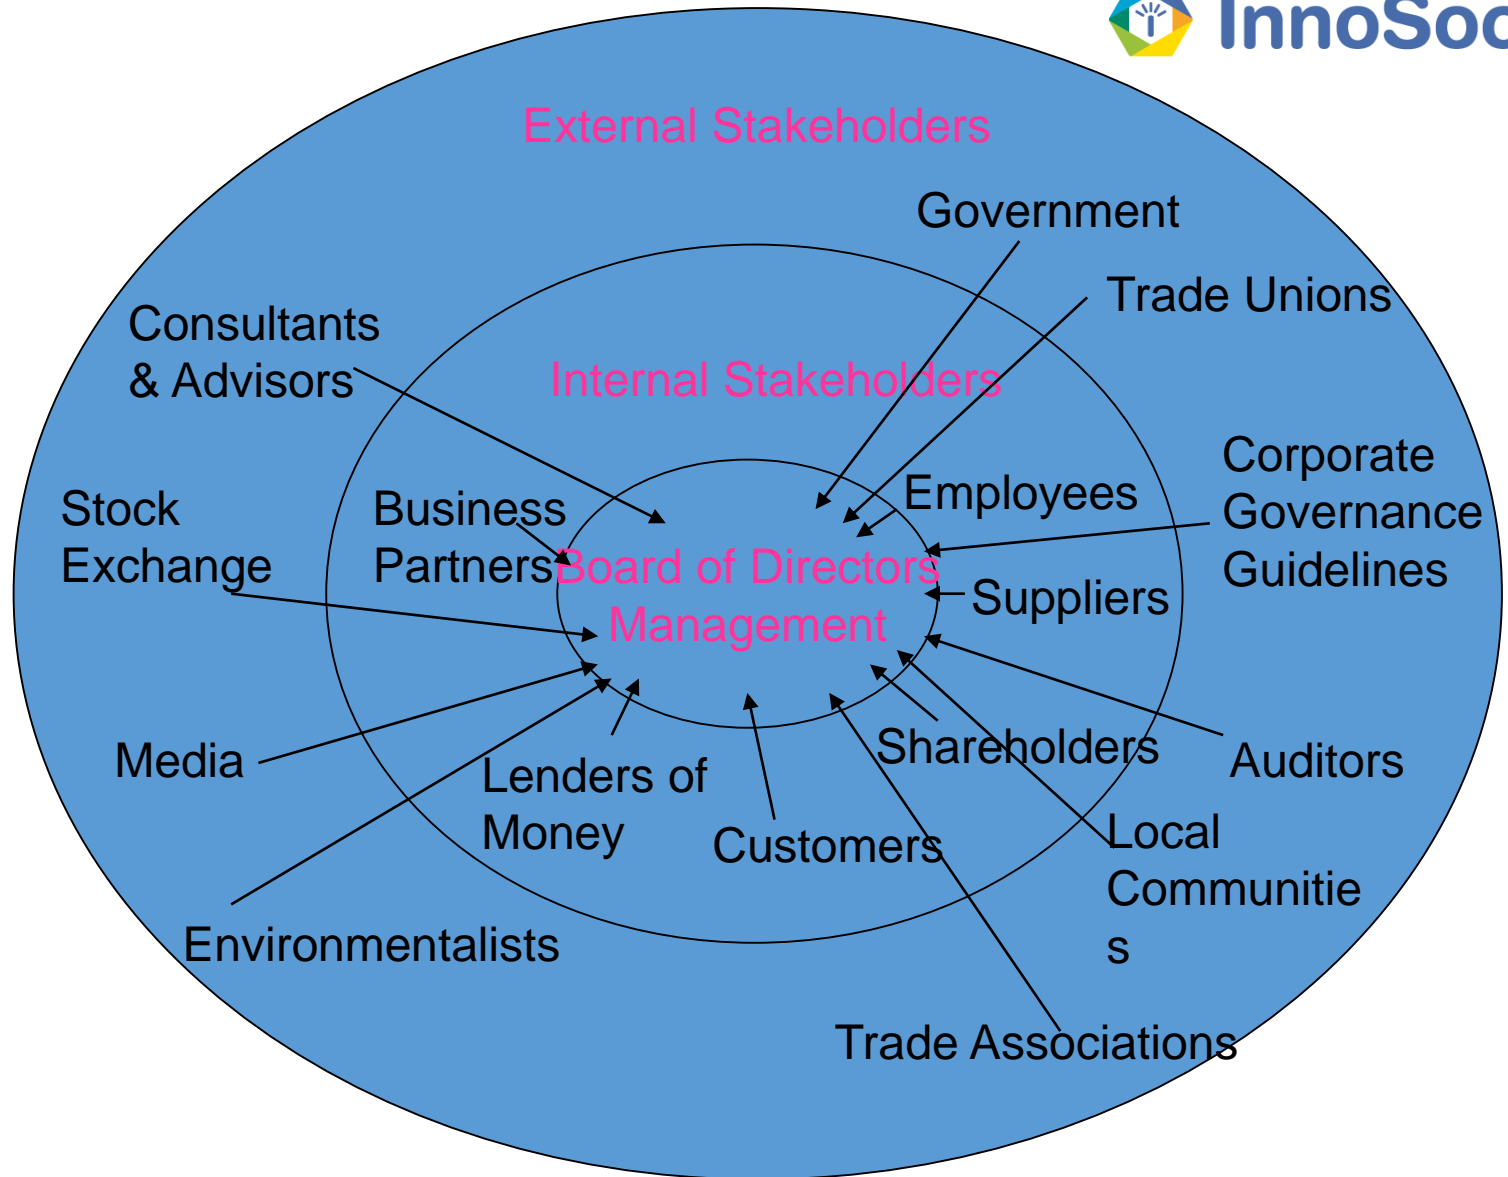 InnoSoc
External Stakeholders
Government
Trade Unions
Consultants
& Advisors
Internal Stakeholders
Corporate
Governance
Guidelines
Employees
Stock
Exchange
Business
Partners
Board of Directors
Management
Suppliers
Shareholders
Auditors
Media
Lenders of
Money
Customers
Local
Communitie
s
Environmentalists
Trade Associations